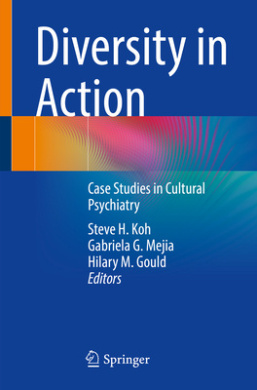 Diversity in
Action
Case Studies in Cultural
Psychiatry
Steve H. Koh
Gabriela G. Mejia
Hilary M. Gould
Editors
Springer